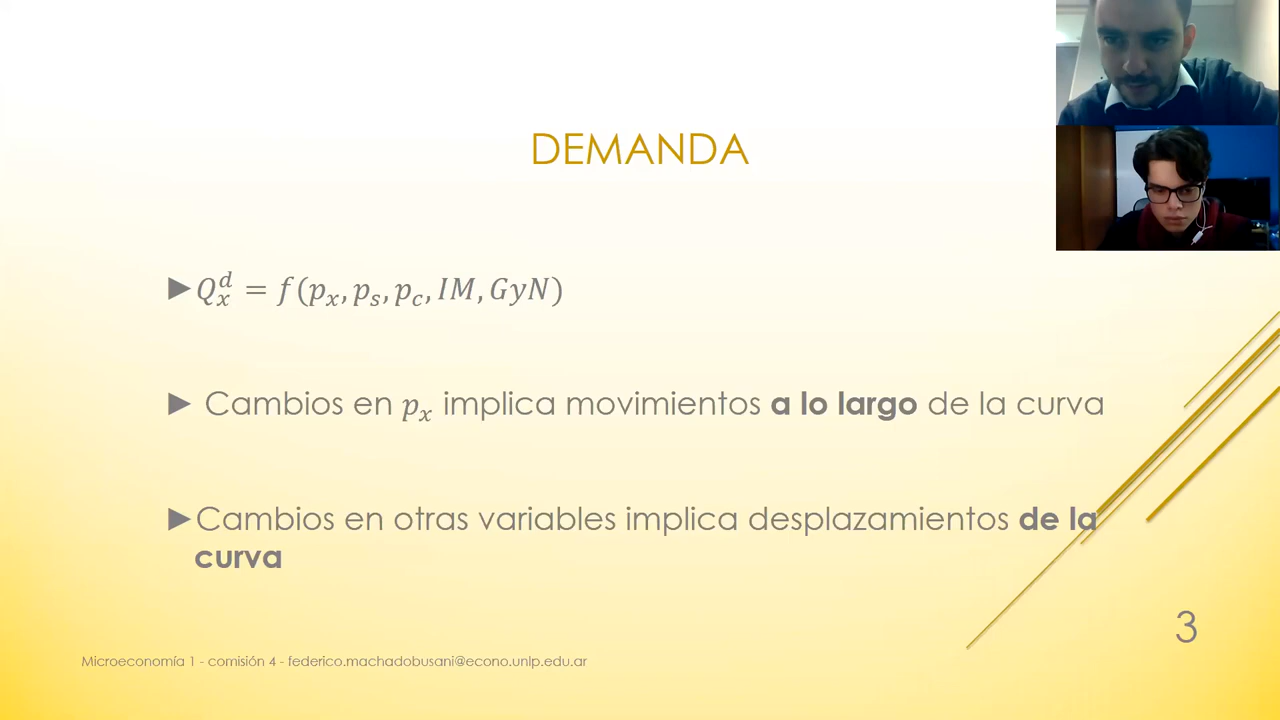 DEMANDA
►Q_x^d = f(p_x, p_s, p_c, IM, GyN)
► Cambios en p_x implica movimientos a lo largo de la curva
►Cambios en otras variables implica desplazamientos de la
curva
3
Microeconomía 1 - comisión 4 - federico.machadobusani@econo.unlp.edu.ar